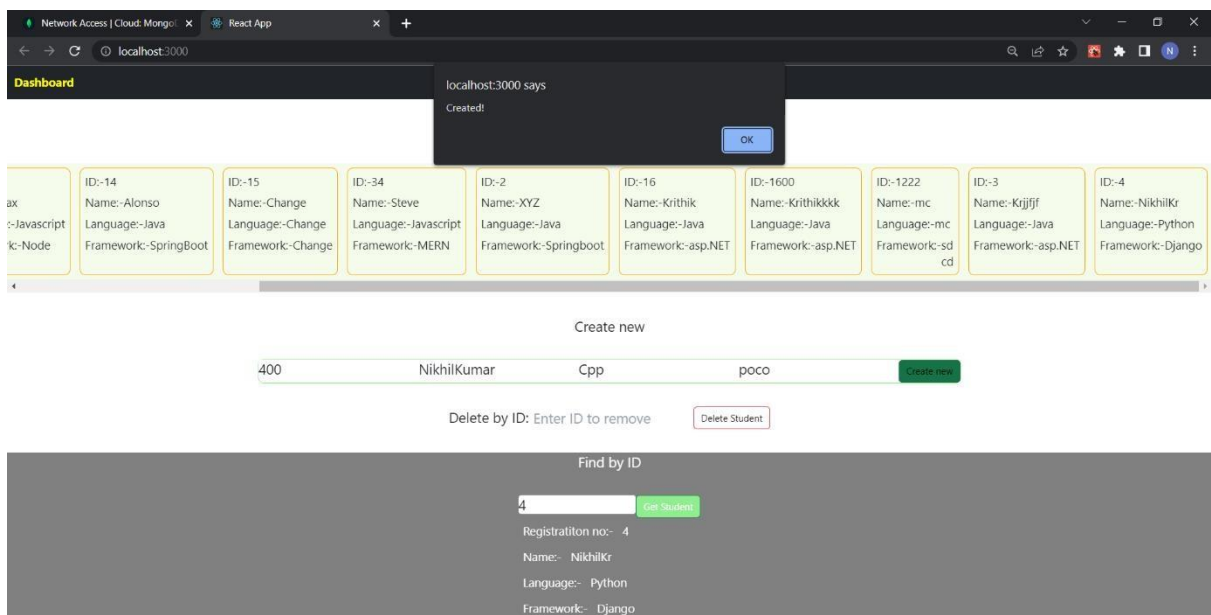 Network Access | Cloud: Mongo
React App
localhost:3000
N
Dashboard
localhost:3000 says
Created!
OK
ax
:-Javascript
k:-Node
ID:-14
Name:-Alonso
Language:-Java
Framework:-SpringBoot
ID:-15
Name:-Change
Language:-Change
Framework:-Change
ID:-34
Name:-Steve
Language:-Javascript
Framework:-MERN
ID:-2
Name:-XYZ
Language:-Java
Framework:-Springboot
ID:-16
Name:-Krithik
Language:-Java
Framework:-asp.NET
ID:-1600
Name:-Krithikkkk
Language:-Java
Framework:-asp.NET
ID:-1222
Name:-mc
Language:-mc
Framework:-sd
cd
ID:-3
Name:-Krjjfjf
Language:-Java
Framework:-asp.NET
ID:-4
Name:-NikhilKr
Language:-Python
Framework:-Django
Create new
400 NikhilKumar Cpp poco Create new
Delete by ID: Enter ID to remove Delete Student
Find by ID
4 Get Student
Registratiton no:- 4
Name:- NikhilKr
Language:- Python
Framework:- Django